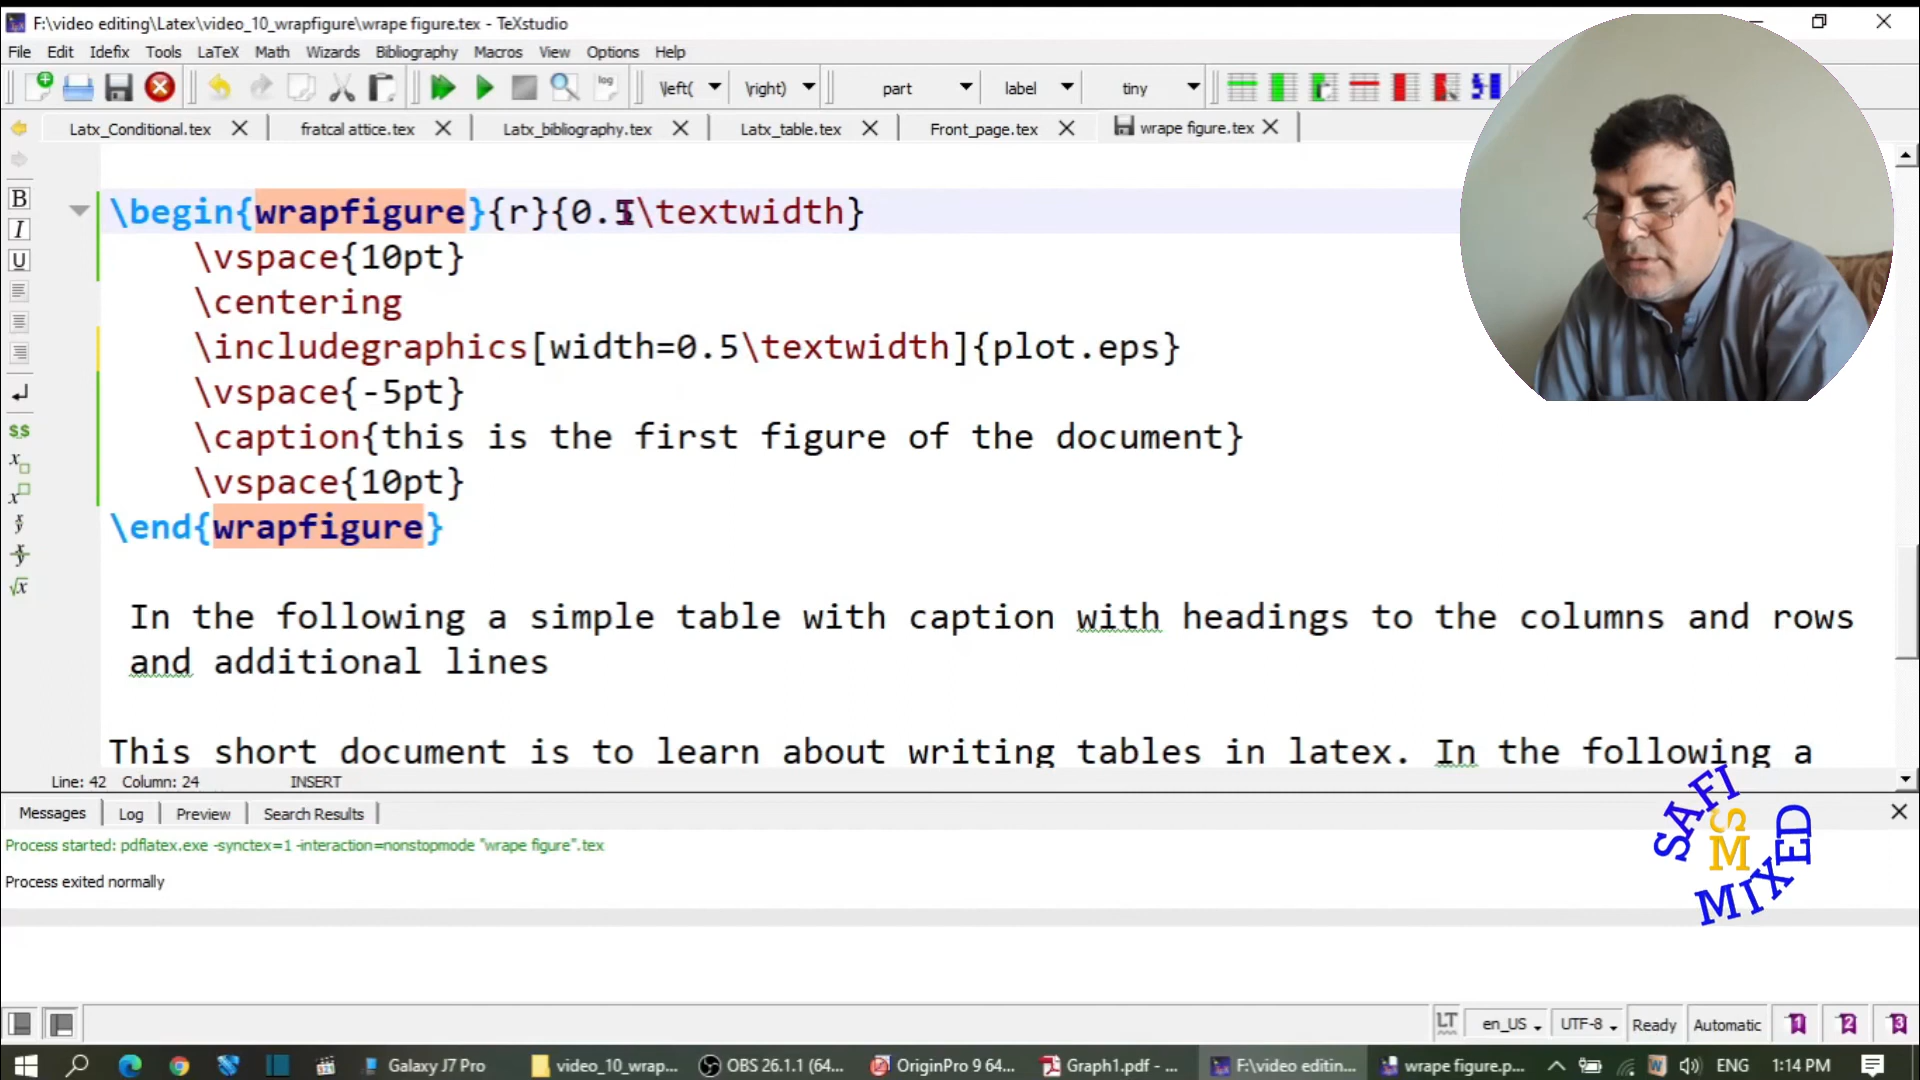 F:\video editing\Latex\video_10_wrapfigure\wrape figure.tex - TeXstudio
File Edit Idefix Tools LaTeX Math Wizards Bibliography Macros View Options Help
log \left( \right) part label tiny
Latx_Conditional.tex fratcal attice.tex Latx_bibliography.tex Latx_table.tex Front_page.tex wrape figure.tex
\begin{wrapfigure}{r}{0.5\textwidth}
\vspace{10pt}
\centering
\includegraphics[width=0.5\textwidth]{plot.eps}
\vspace{-5pt}
\caption{this is the first figure of the document}
\vspace{10pt}
\end{wrapfigure}
In the following a simple table with caption with headings to the columns and rows
and additional lines
This short document is to learn about writing tables in latex. In the following a
Line: 42 Column: 24 INSERT
Messages Log Preview Search Results
Process started: pdflatex.exe -synctex=1 -interaction=nonstopmode "wrape figure".tex
Process exited normally
SAFI
SM
MIXED
LT en_US UTF-8 Ready Automatic 1 2 3
Galaxy J7 Pro video_10_wrap... OBS 26.1.1 (64... OriginPro 9 64... Graph1.pdf - ... F:\video editin... wrape figure.p... ENG 1:14 PM